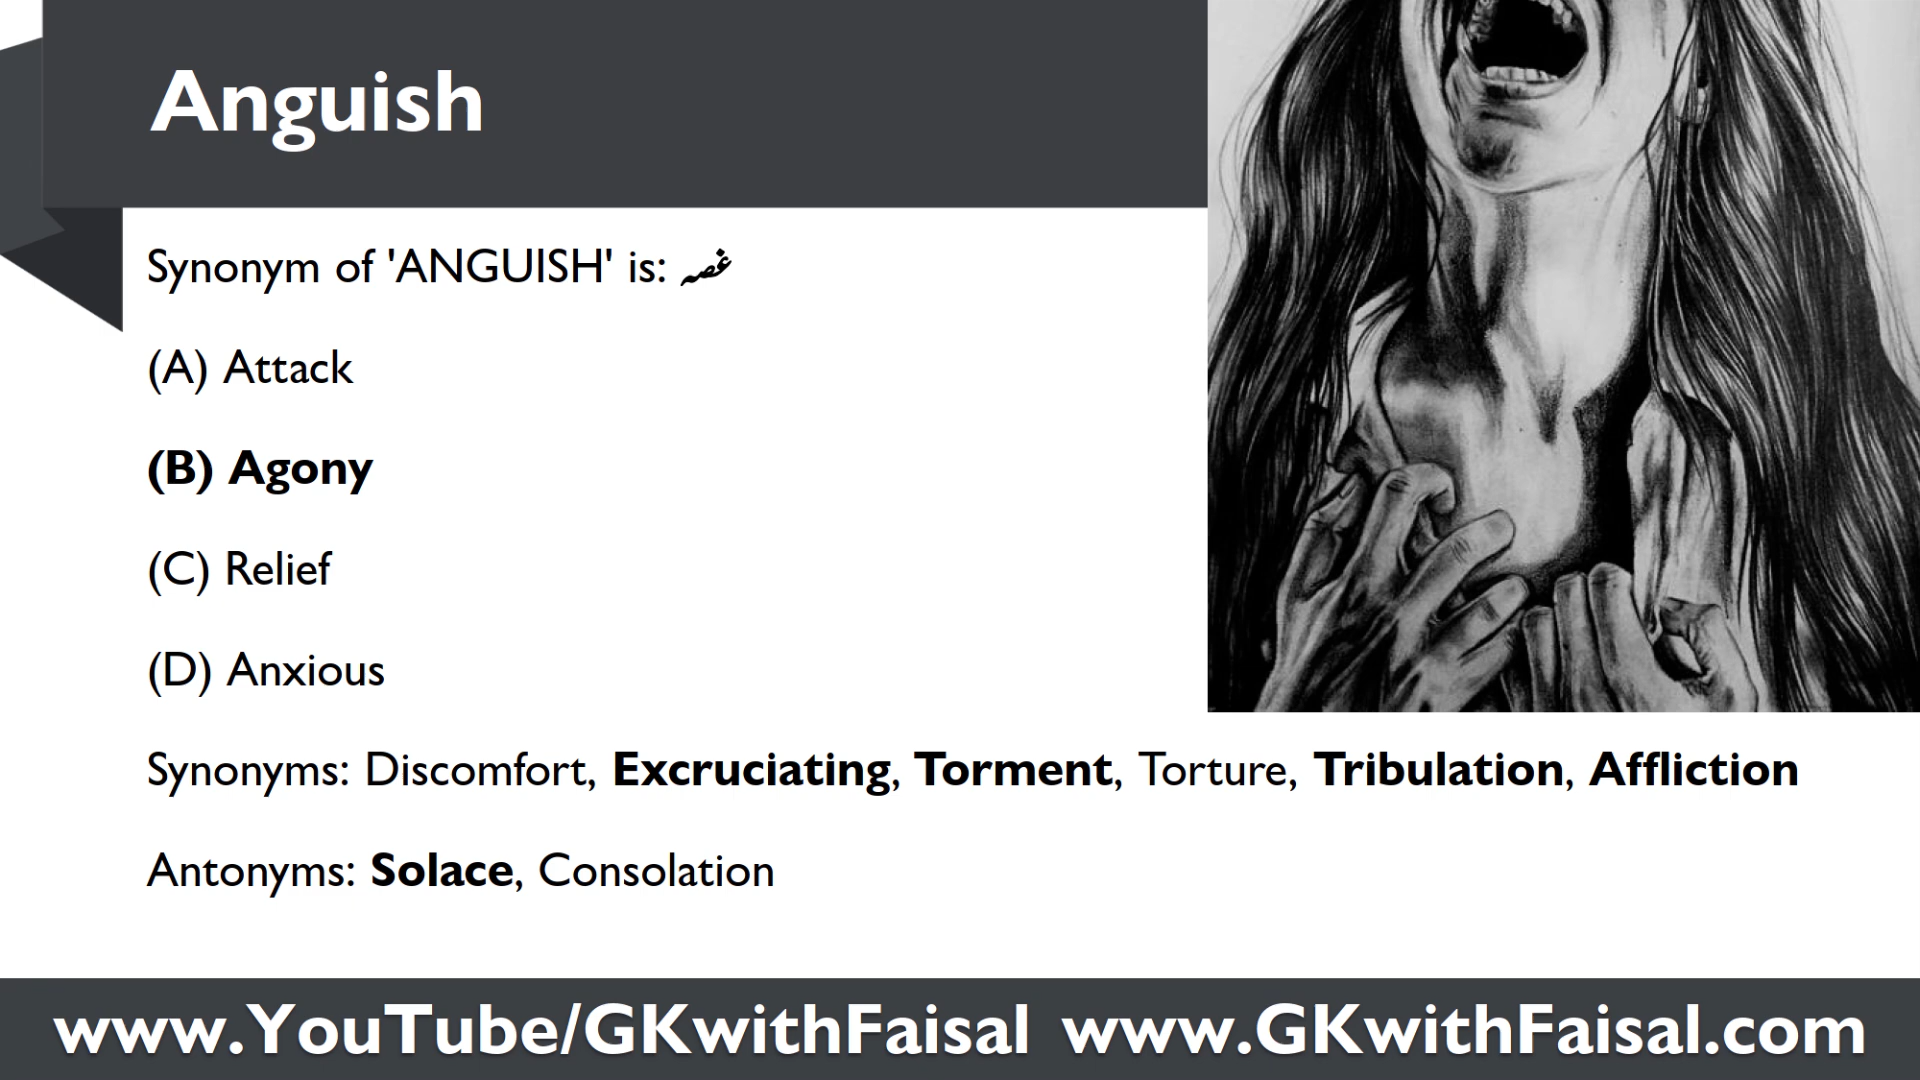 Anguish
Synonym of 'ANGUISH' is: غصہ
(A) Attack
(B) Agony
(C) Relief
(D) Anxious
Synonyms: Discomfort, Excruciating, Torment, Torture, Tribulation, Affliction
Antonyms: Solace, Consolation
www.YouTube/GKwithFaisal www.GKwithFaisal.com